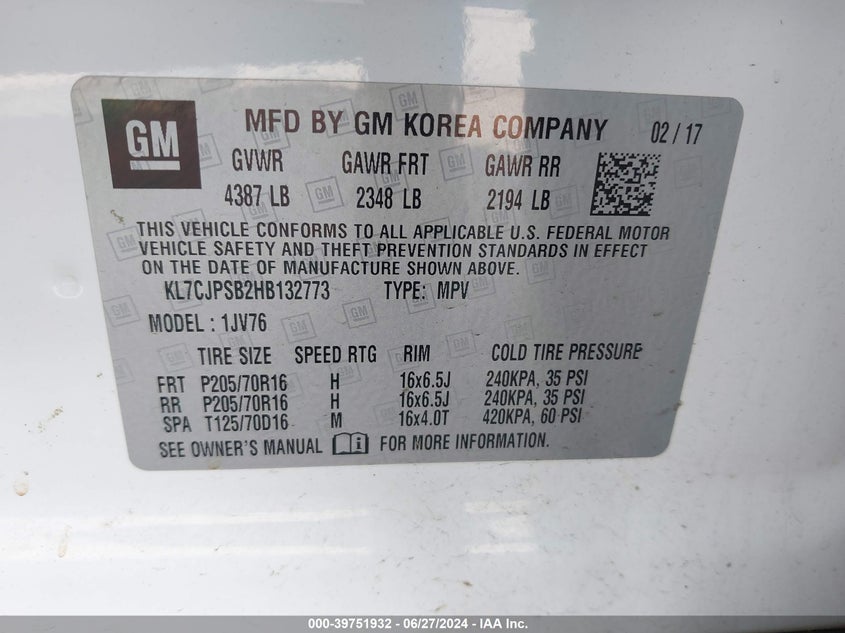 GM MFD BY GM KOREA COMPANY 02 / 17
GVWR GAWR FRT GAWR RR
4387 LB 2348 LB 2194 LB
THIS VEHICLE CONFORMS TO ALL APPLICABLE U.S. FEDERAL MOTOR
VEHICLE SAFETY AND THEFT PREVENTION STANDARDS IN EFFECT
ON THE DATE OF MANUFACTURE SHOWN ABOVE.
KL7CJPSB2HB132773 TYPE: MPV
MODEL : 1JV76
TIRE SIZE SPEED RTG RIM COLD TIRE PRESSURE
FRT P205/70R16 H 16x6.5J 240KPA, 35 PSI
RR P205/70R16 H 16x6.5J 240KPA, 35 PSI
SPA T125/70D16 M 16x4.0T 420KPA, 60 PSI
SEE OWNER'S MANUAL FOR MORE INFORMATION.
000-39751932 - 06/27/2024 - IAA Inc.